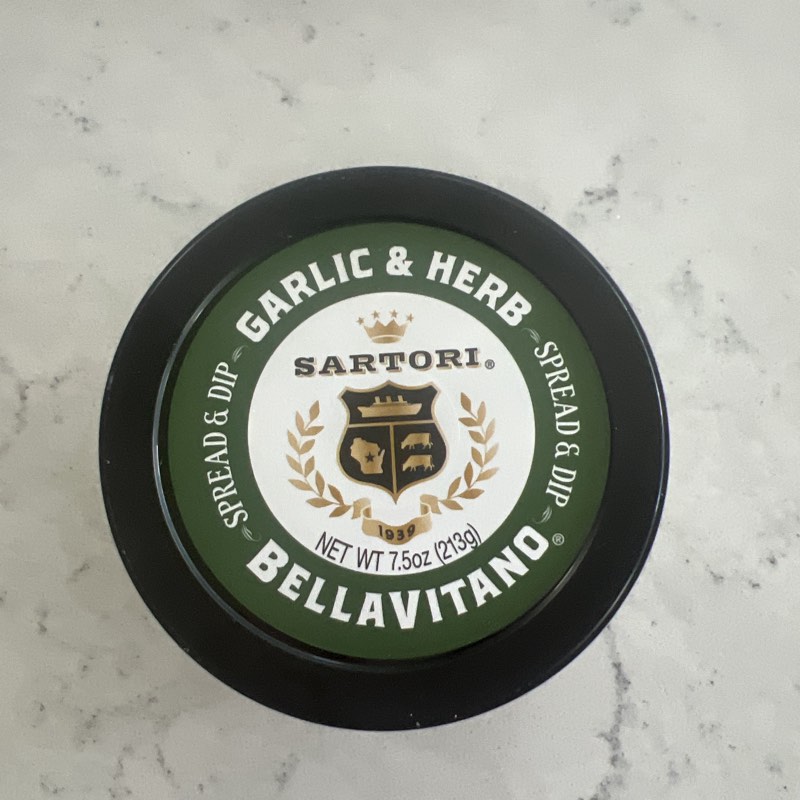 GARLIC & HERB
SPREAD & DIP
SARTORI®
SPREAD & DIP
1939
NET WT 7.5oz (213g)
BELLAVITANO®